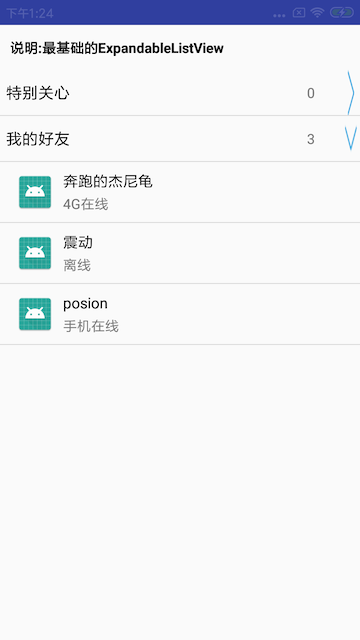 下午1:24
说明:最基础的ExpandableListView
特别关心 0
我的好友 3
奔跑的杰尼龟
4G在线
震动
离线
posion
手机在线